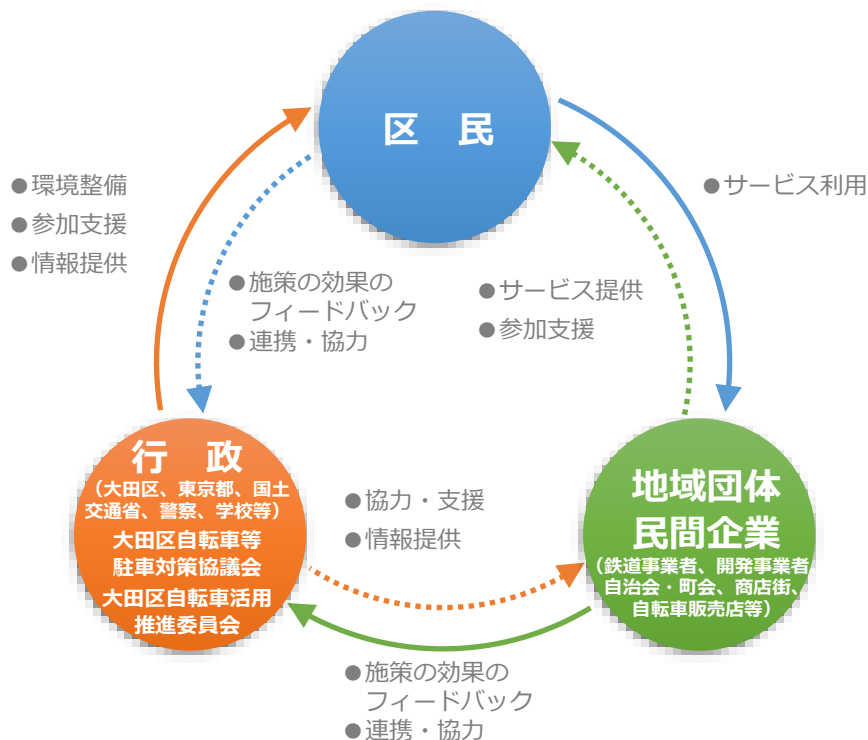 区　民
●環境整備
●参加支援
●情報提供
●サービス利用
●施策の効果の
フィードバック
●連携・協力
●サービス提供
●参加支援
行　政
（大田区、東京都、国土
交通省、警察、学校等）
大田区自転車等
駐車対策協議会
大田区自転車活用
推進委員会
●協力・支援
●情報提供
地域団体
民間企業
（鉄道事業者、開発事業者
自治会・町会、商店街、
自転車販売店等）
●施策の効果の
フィードバック
●連携・協力